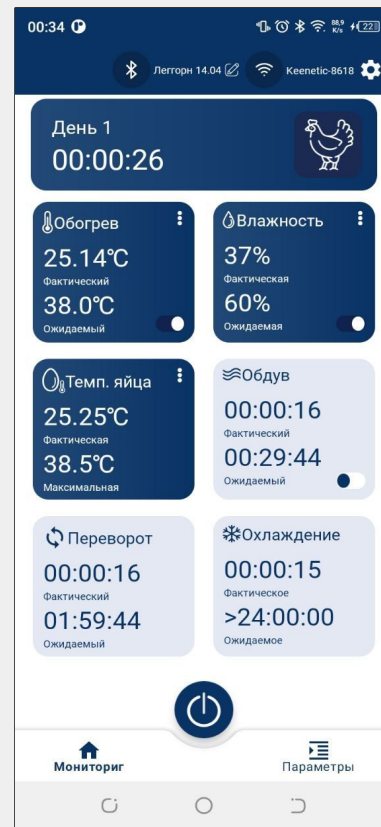 00:34
88,9
K/s
22
Леггорн 14.04
Keenetic-8618
День 1
00:00:26
Обогрев
25.14℃
Фактический
38.0℃
Ожидаемый
Влажность
37%
Фактическая
60%
Ожидаемая
Темп. яйца
25.25℃
Фактическая
38.5℃
Максимальная
Обдув
00:00:16
Фактический
00:29:44
Ожидаемый
Переворот
00:00:16
Фактический
01:59:44
Ожидаемый
Охлаждение
00:00:15
Фактическое
>24:00:00
Ожидаемое
Мониториг
Параметры